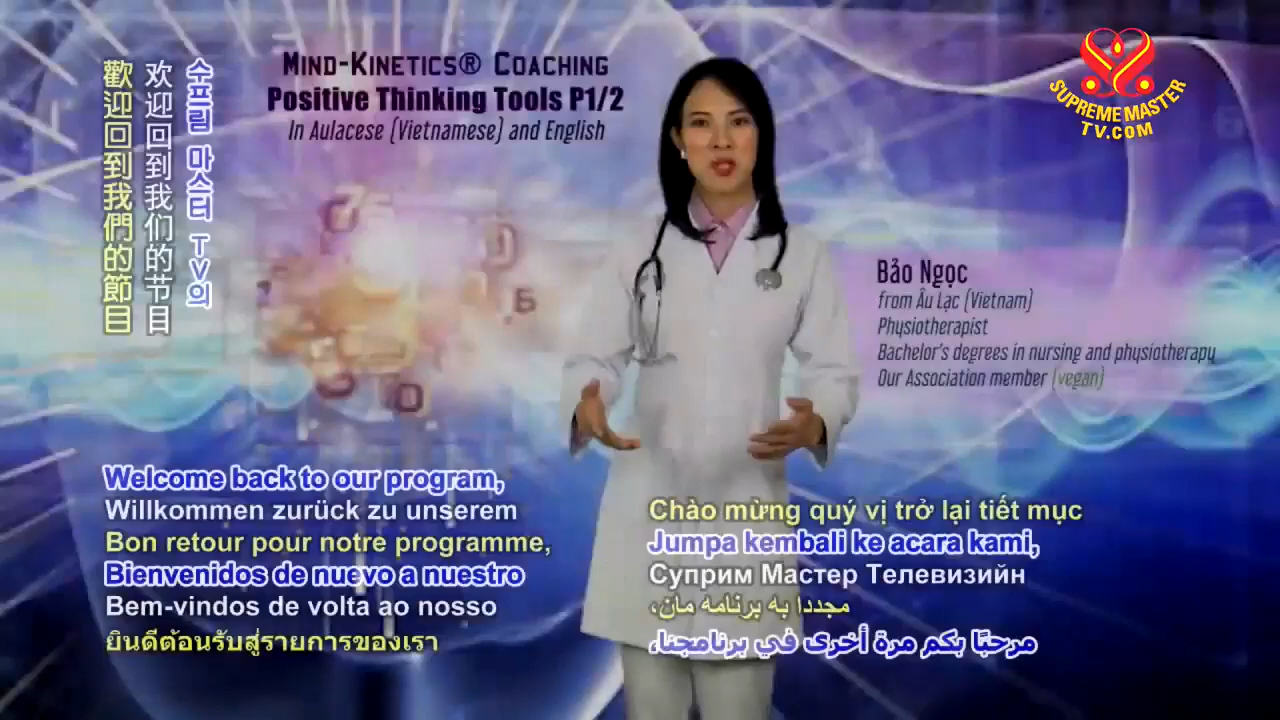 MIND-KINETICS® COACHING
Positive Thinking Tools P1/2
In Aulacese (Vietnamese) and English
SUPREME MASTER
TV.COM
歡迎回到我們的節目
欢迎回到我们的节目
수프림 마스터 TV의
Bảo Ngọc
from Âu Lạc (Vietnam)
Physiotherapist
Bachelor's degrees in nursing and physiotherapy
Our Association member (vegan)
Welcome back to our program,
Willkommen zurück zu unserem
Bon retour pour notre programme,
Bienvenidos de nuevo a nuestro
Bem-vindos de volta ao nosso
ยินดีต้อนรับสู่รายการของเรา
Chào mừng quý vị trở lại tiết mục
Jumpa kembali ke acara kami,
Суприм Мастер Телевизийн
مجددا به برنامه مان،
مرحبًا بكم مرة أخرى في برنامجنا،